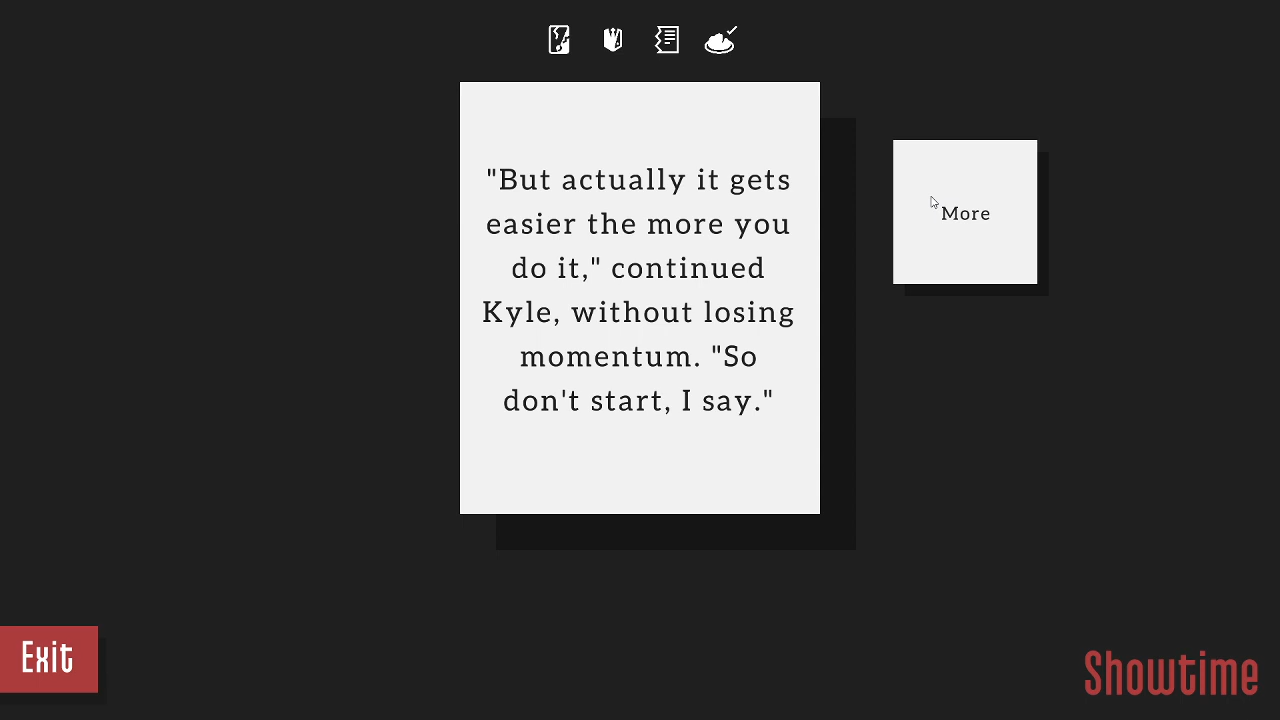 "But actually it gets
easier the more you
do it," continued
Kyle, without losing
momentum. "So
don't start, I say."
More
Exit
Showtime